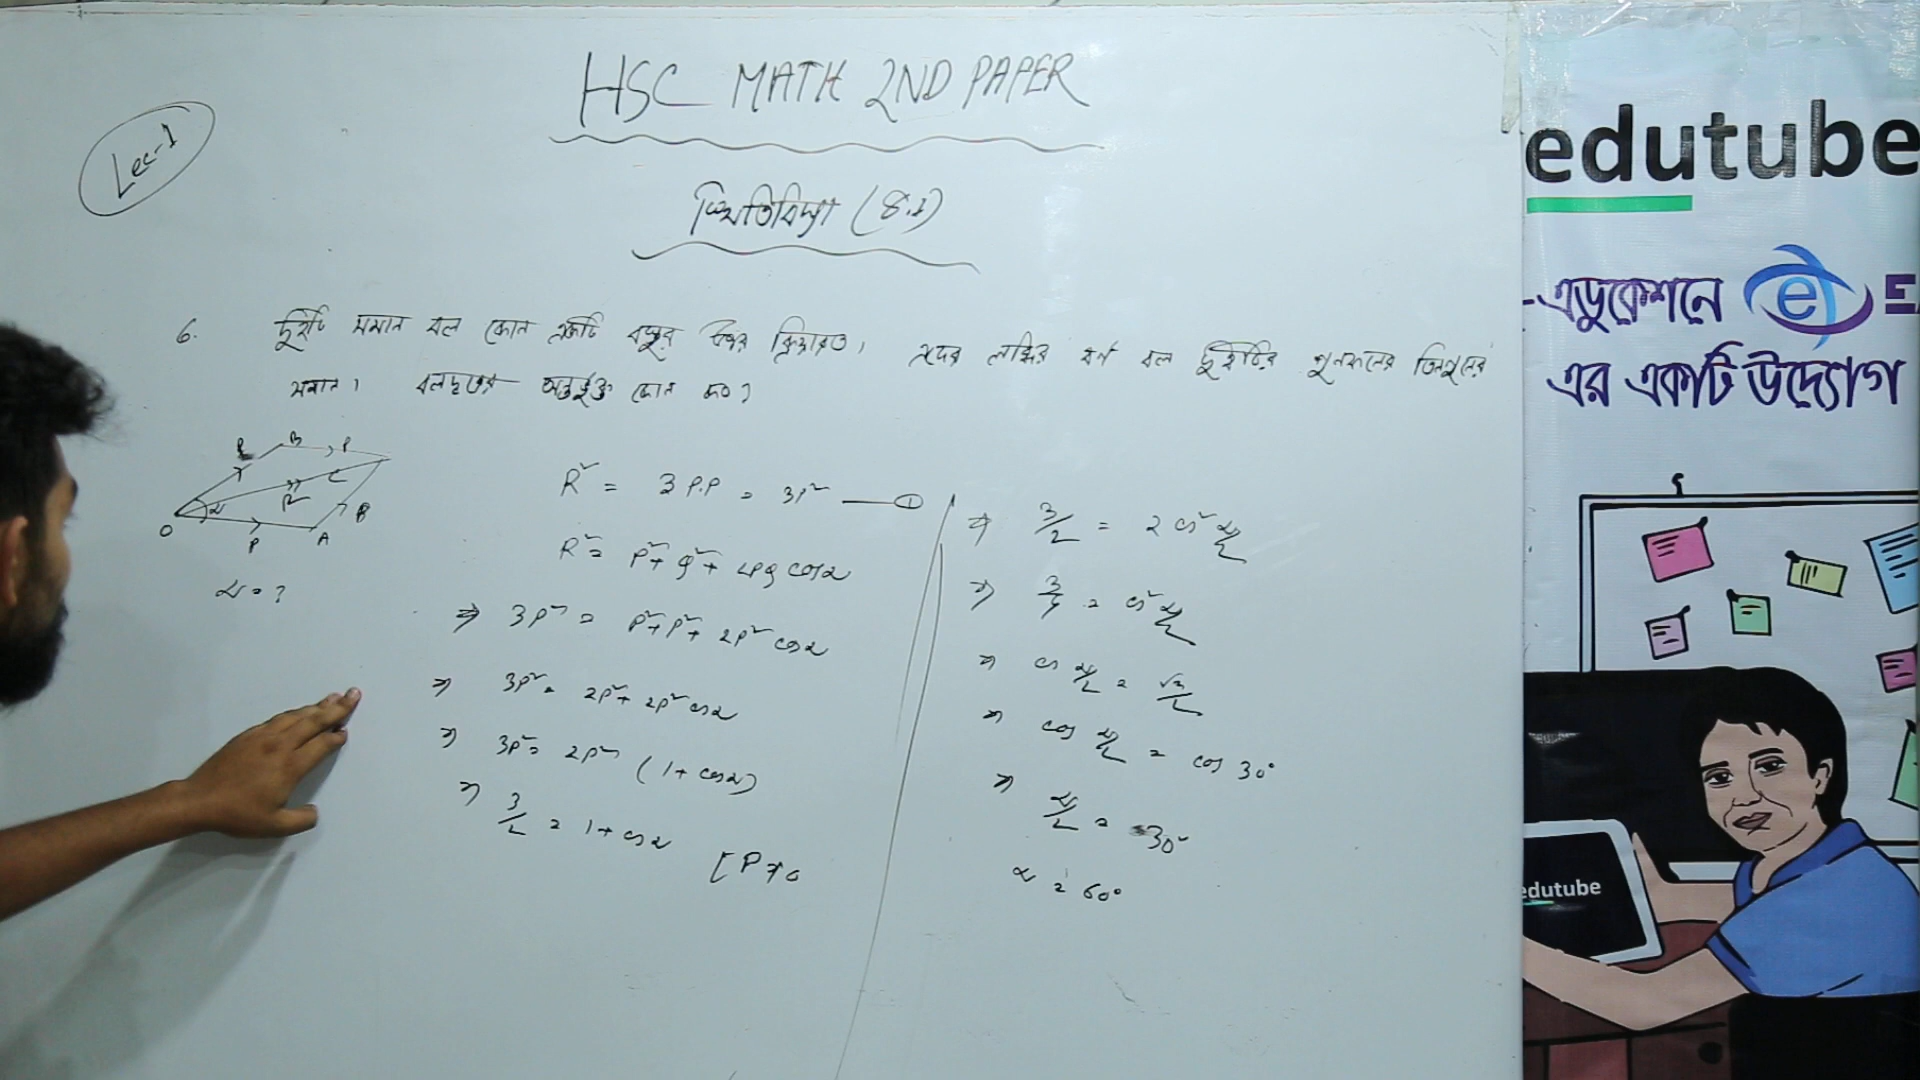 HSC MATH 2ND PAPER
Lec-1
স্থিতিবিদ্যা (8.1)
6. দুইটি সমান বল কোন একটি বস্তুর উপর ক্রিয়ারত। এদের লব্ধির বর্গ বল দুইটির গুনফলের তিনগুনের
সমান। বলদ্বয়ের অন্তর্ভুক্ত কোন কত?
B P
C
R
O P A
α = ?
R² = 3P.P = 3P² —— ①
R² = P² + Q² + 2PQ cosα
⇒ 3P² = P² + P² + 2P² cosα
⇒ 3P² = 2P² + 2P² cosα
⇒ 3P² = 2P² (1 + cosα)
⇒ 3/2 = 1 + cosα
[P ≠ 0
⇒ 3/2 = 2 cos² α/2
⇒ 3/4 = cos² α/2
⇒ cos α/2 = √3/2
⇒ cos α/2 = cos 30°
⇒ α/2 = 30°
α = 60°
edutube
-এডুকেশনে
এর একটি উদ্যোগ
edutube